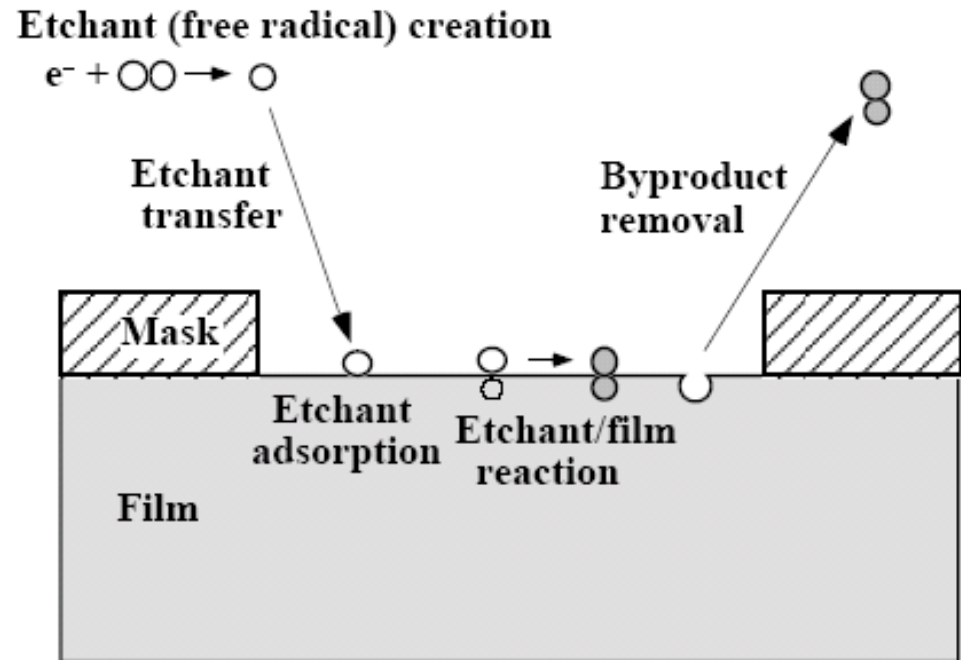 Etchant (free radical) creation
e⁻ +
Etchant
transfer
Byproduct
removal
Mask
Etchant
adsorption
Etchant/film
reaction
Film